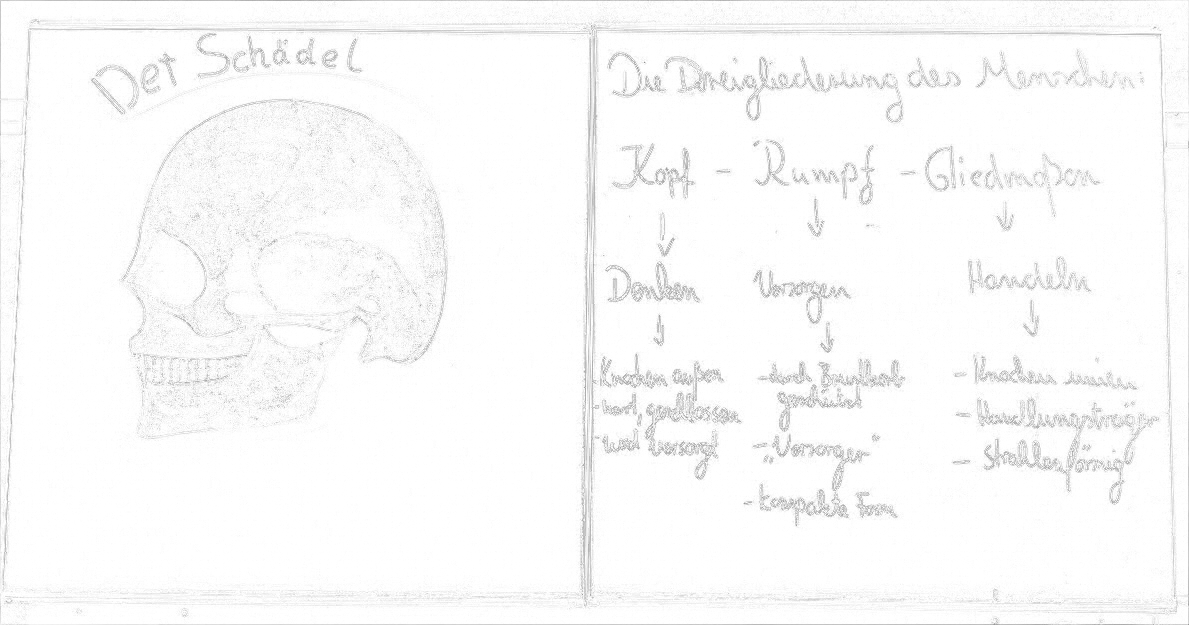 Der Schädel
Die Dreigliederung des Menschen:
Kopf - Rumpf - Gliedmaßen
↓ ↓ ↓
Denken Versorgen Handeln
↓ ↓ ↓
- Knochen außen
- hart, geschlossen
- wird versorgt
- durch Brustkorb
geschützt
- „Versorger“
- kompakte Form
- Knochen innen
- Handlungsträger
- Strahlenförmig